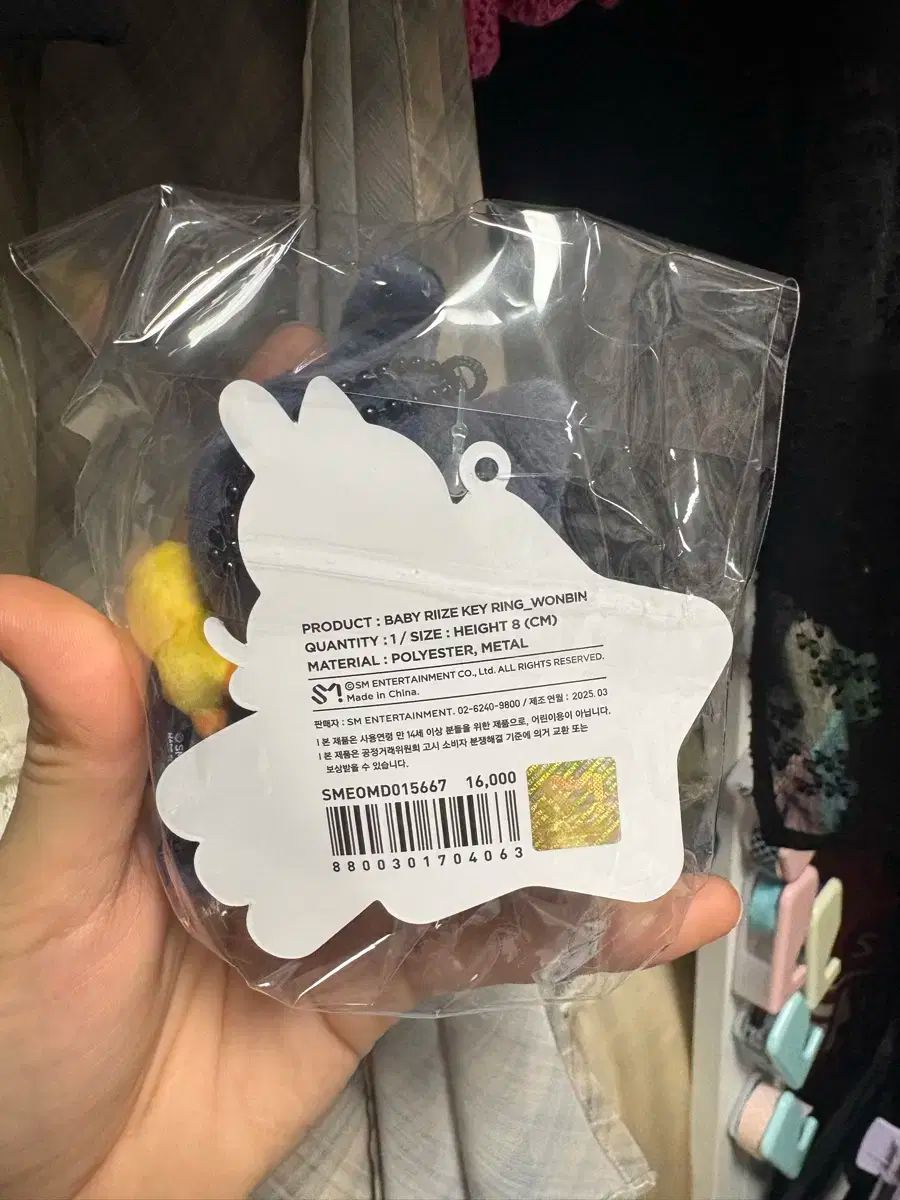 PRODUCT : BABY RIIZE KEY RING_WONBIN
QUANTITY : 1 / SIZE : HEIGHT 8 (CM)
MATERIAL : POLYESTER, METAL
SM ©SM ENTERTAINMENT CO., Ltd. ALL RIGHTS RESERVED.
Made in China.
판매자 : SM ENTERTAINMENT. 02-6240-9800 / 제조 연월 : 2025.03
l 본 제품은 사용연령 만 14세 이상 분들을 위한 제품으로, 어린이용이 아닙니다.
l 본 제품은 공정거래위원회 고시 소비자 분쟁해결 기준에 의거 교환 또는
보상받을 수 있습니다.
SMEOMD015667 16,000
8800301704063